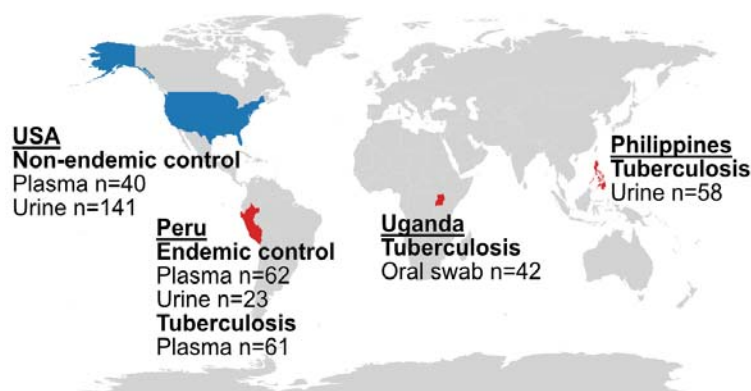 USA
Non-endemic control
Plasma n=40
Urine n=141
Peru
Endemic control
Plasma n=62
Urine n=23
Tuberculosis
Plasma n=61
Uganda
Tuberculosis
Oral swab n=42
Philippines
Tuberculosis
Urine n=58